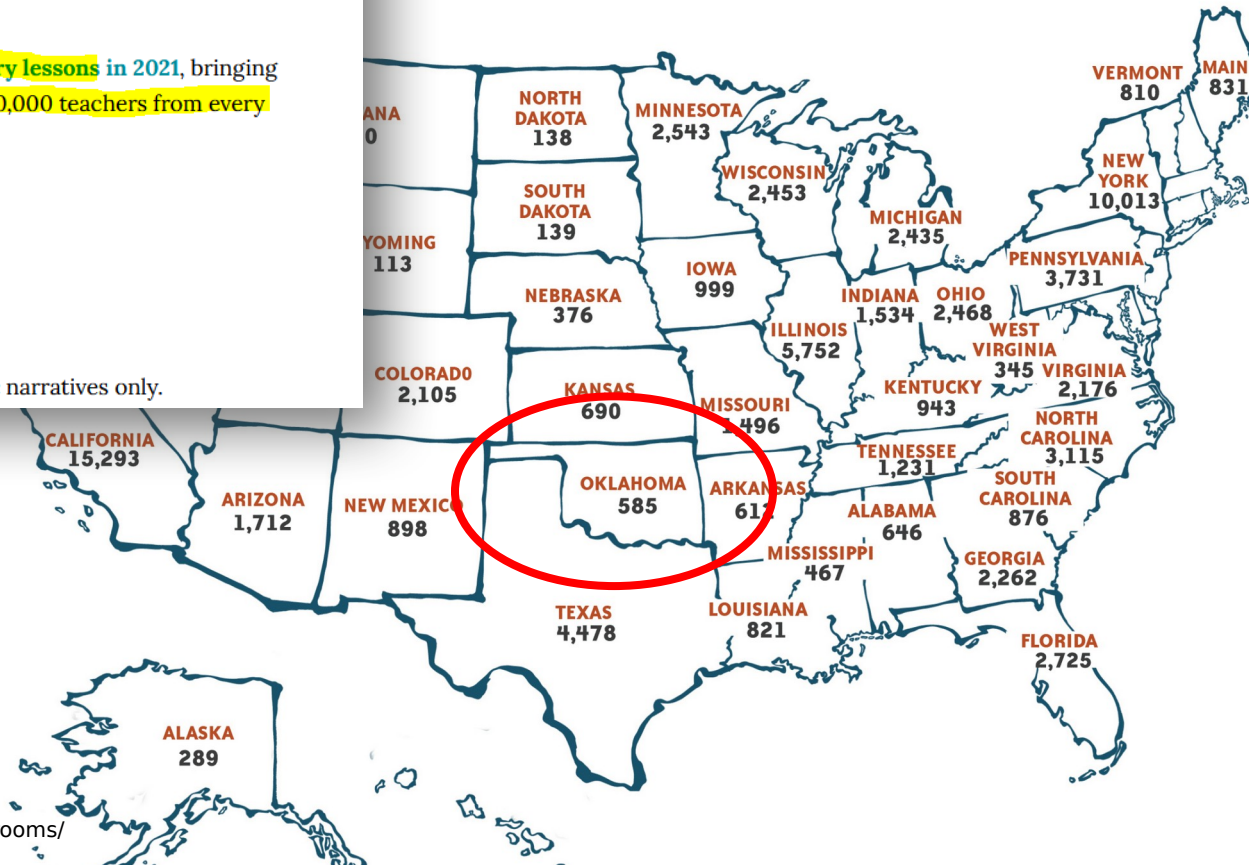 ry lessons in 2021, bringing
0,000 teachers from every
narratives only.
ANA
0
NORTH
DAKOTA
138
MINNESOTA
2,543
VERMONT
810
MAIN
831
SOUTH
DAKOTA
139
WISCONSIN
2,453
NEW
YORK
10,013
MICHIGAN
2,435
YOMING
113
IOWA
999
PENNSYLVANIA
3,731
NEBRASKA
376
INDIANA
1,534
OHIO
2,468
ILLINOIS
5,752
WEST
VIRGINIA
345
VIRGINIA
2,176
COLORADO
2,105
KANSAS
690
KENTUCKY
943
MISSOURI
1,496
NORTH
CAROLINA
3,115
CALIFORNIA
15,293
TENNESSEE
1,231
ARIZONA
1,712
NEW MEXICO
898
OKLAHOMA
585
ARKANSAS
612
SOUTH
CAROLINA
876
ALABAMA
646
MISSISSIPPI
467
GEORGIA
2,262
TEXAS
4,478
LOUISIANA
821
FLORIDA
2,725
ALASKA
289
ooms/